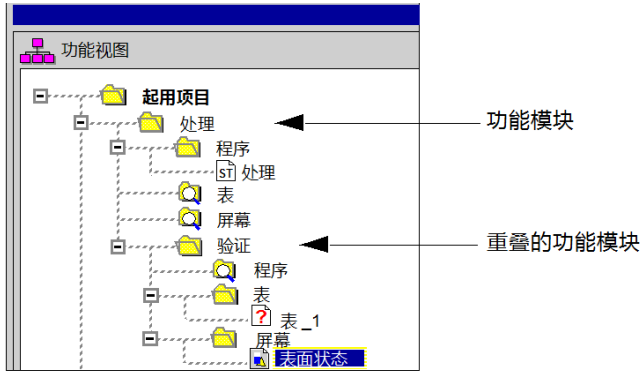 功能视图
起用项目
处理
功能模块
程序
ST 处理
表
屏幕
验证
重叠的功能模块
程序
表
? 表_1
屏幕
表面状态